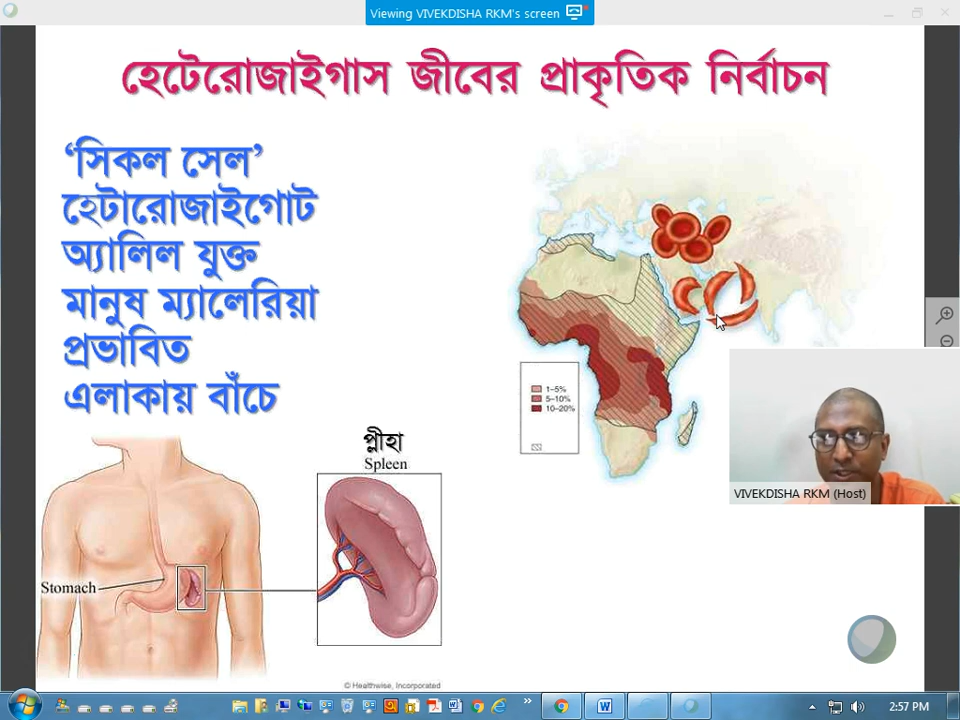 Viewing VIVEKDISHA RKM's screen
হেটেরোজাইগাস জীবের প্রাকৃতিক নির্বাচন
‘সিকল সেল’
হেটারোজাইগোট
অ্যালিল যুক্ত
মানুষ ম্যালেরিয়া
প্রভাবিত
এলাকায় বাঁচে
1–5%
5–10%
10–20%
প্লীহা
Spleen
Stomach
© Healthwise, Incorporated
VIVEKDISHA RKM (Host)
2:57 PM